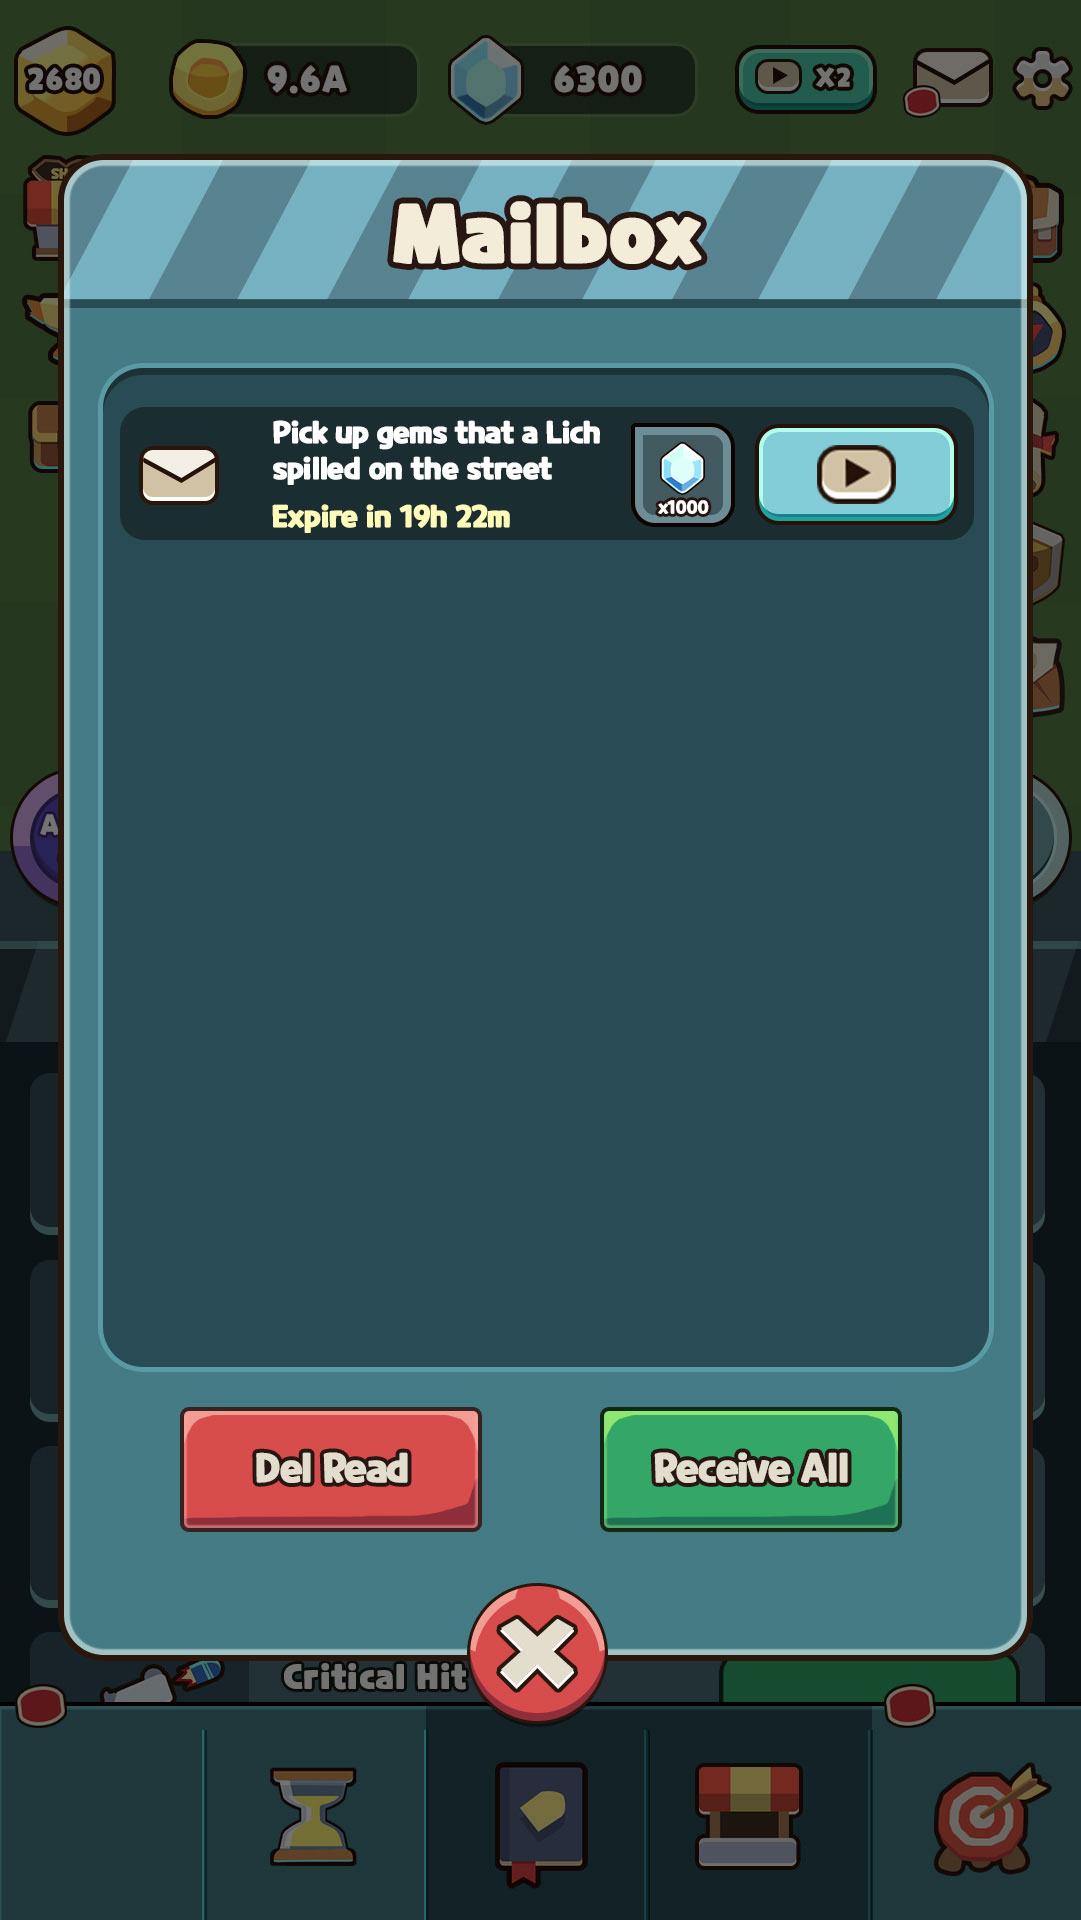 2680
9.6A
6300
X2
Mailbox
Pick up gems that a Lich
spilled on the street
Expire in 19h 22m
x1000
Del Read
Receive All
Critical Hit